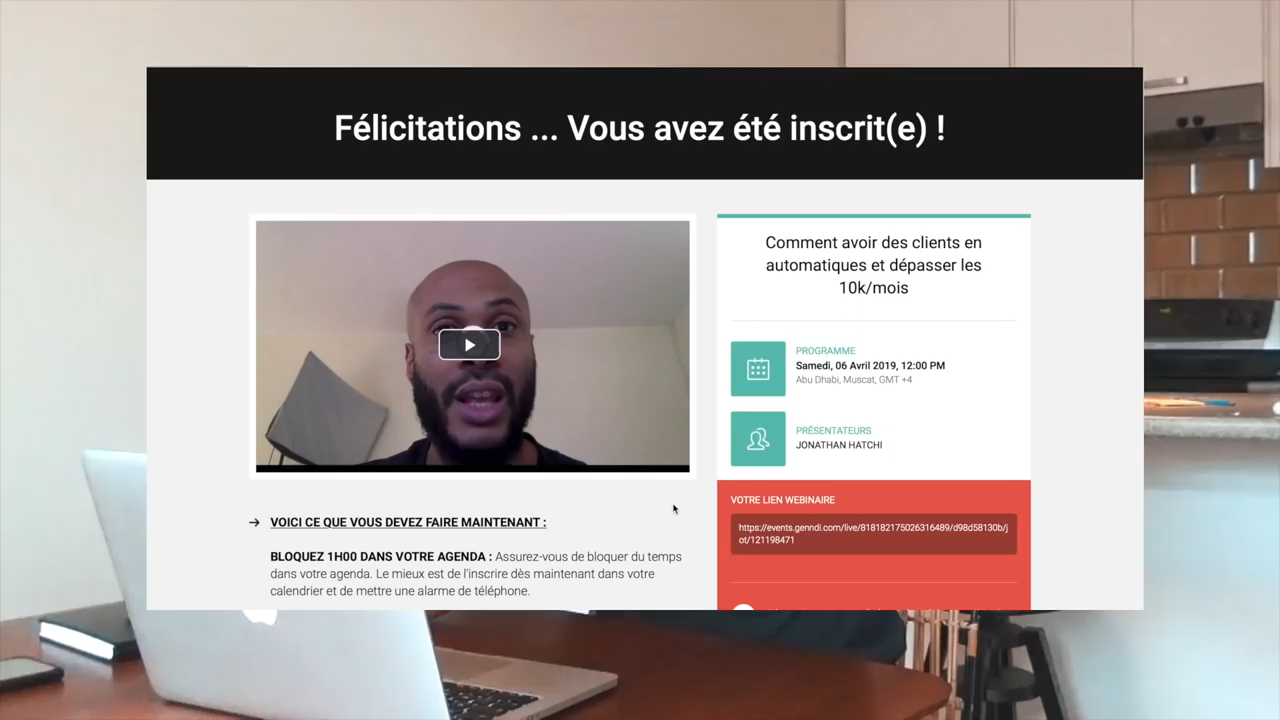 Félicitations ... Vous avez été inscrit(e) !
Comment avoir des clients en
automatiques et dépasser les
10k/mois
PROGRAMME
Samedi, 06 Avril 2019, 12:00 PM
Abu Dhabi, Muscat, GMT +4
PRÉSENTATEURS
JONATHAN HATCHI
VOTRE LIEN WEBINAIRE
https://events.genndi.com/live/818182175026316489/d98d58130b/j
ot/121198471
→ VOICI CE QUE VOUS DEVEZ FAIRE MAINTENANT :
BLOQUEZ 1H00 DANS VOTRE AGENDA : Assurez-vous de bloquer du temps
dans votre agenda. Le mieux est de l'inscrire dès maintenant dans votre
calendrier et de mettre une alarme de téléphone.